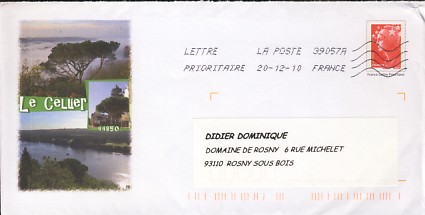 LETTRE LA POSTE 39057A
PRIORITAIRE 20-12-10 FRANCE
Le Cellier
44850
DIDIER DOMINIQUE
DOMAINE DE ROSNY 6 RUE MICHELET
93110 ROSNY SOUS BOIS